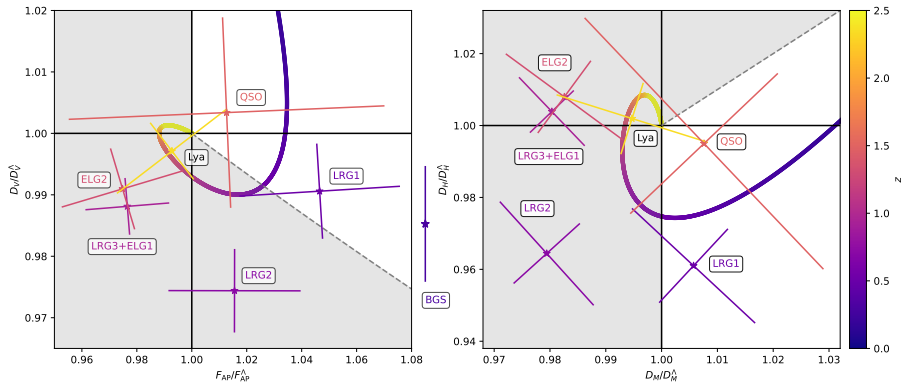 1.02
1.01
1.00
0.99
0.98
0.97
D_V/D_V^Λ
QSO
Lya
ELG2
LRG1
LRG3+ELG1
LRG2
BGS
0.96 0.98 1.00 1.02 1.04 1.06 1.08
F_AP/F_AP^Λ
1.02
1.00
0.98
0.96
0.94
D_H/D_H^Λ
ELG2
Lya
QSO
LRG3+ELG1
LRG2
LRG1
0.97 0.98 0.99 1.00 1.01 1.02 1.03
D_M/D_M^Λ
2.5
2.0
1.5
1.0
0.5
0.0
z